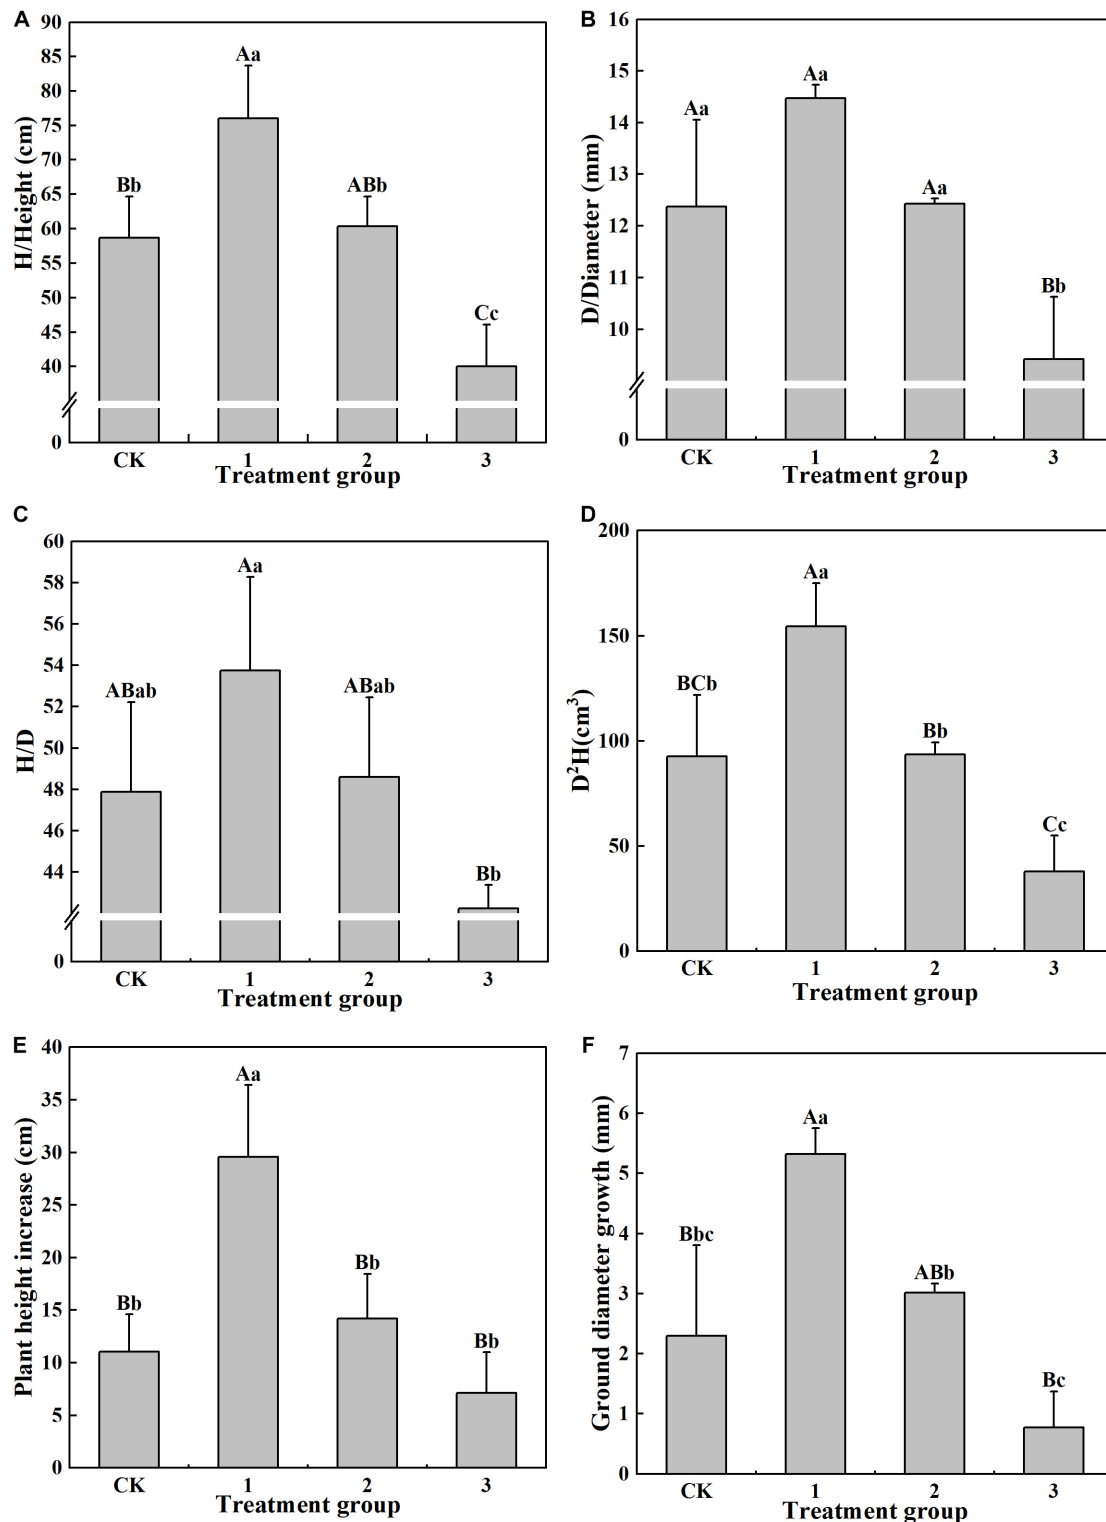 A
90
85
80
75
70
65
60
55
50
45
40
0
H/Height (cm)
Bb
Aa
ABb
Cc
CK 1 2 3
Treatment group
B
16
15
14
13
12
11
10
0
D/Diameter (mm)
Aa
Aa
Aa
Bb
CK 1 2 3
Treatment group
C
60
58
56
54
52
50
48
46
44
0
H/D
ABab
Aa
ABab
Bb
CK 1 2 3
Treatment group
D
200
150
100
50
0
D²H(cm³)
BCb
Aa
Bb
Cc
CK 1 2 3
Treatment group
E
40
35
30
25
20
15
10
5
0
Plant height increase (cm)
Bb
Aa
Bb
Bb
CK 1 2 3
Treatment group
F
7
6
5
4
3
2
1
0
Ground diameter growth (mm)
Bbc
Aa
ABb
Bc
CK 1 2 3
Treatment group